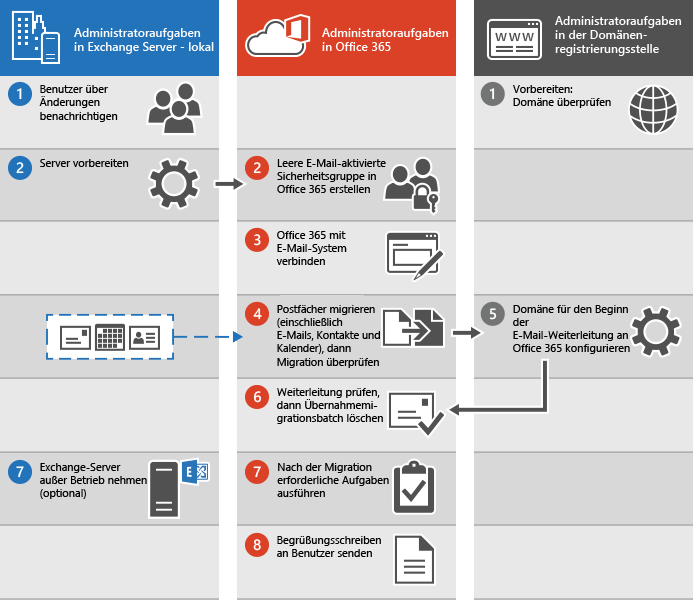 Administratoraufgaben
in Exchange Server - lokal
Administratoraufgaben
in Office 365
WWW
Administratoraufgaben
in der Domänen-
registrierungsstelle
1
Benutzer über
Änderungen
benachrichtigen
1
Vorbereiten:
Domäne überprüfen
2
Server vorbereiten
2
Leere E-Mail-aktivierte
Sicherheitsgruppe in
Office 365 erstellen
3
Office 365 mit
E-Mail-System
verbinden
4
Postfächer migrieren
(einschließlich
E-Mails, Kontakte und
Kalender), dann
Migration überprüfen
5
Domäne für den Beginn
der
E-Mail-Weiterleitung an
Office 365 konfigurieren
6
Weiterleitung prüfen,
dann Übernahmemi-
grationsbatch löschen
7
Exchange-Server
außer Betrieb nehmen
(optional)
E
7
Nach der Migration
erforderliche Aufgaben
ausführen
8
Begrüßungsschreiben
an Benutzer senden